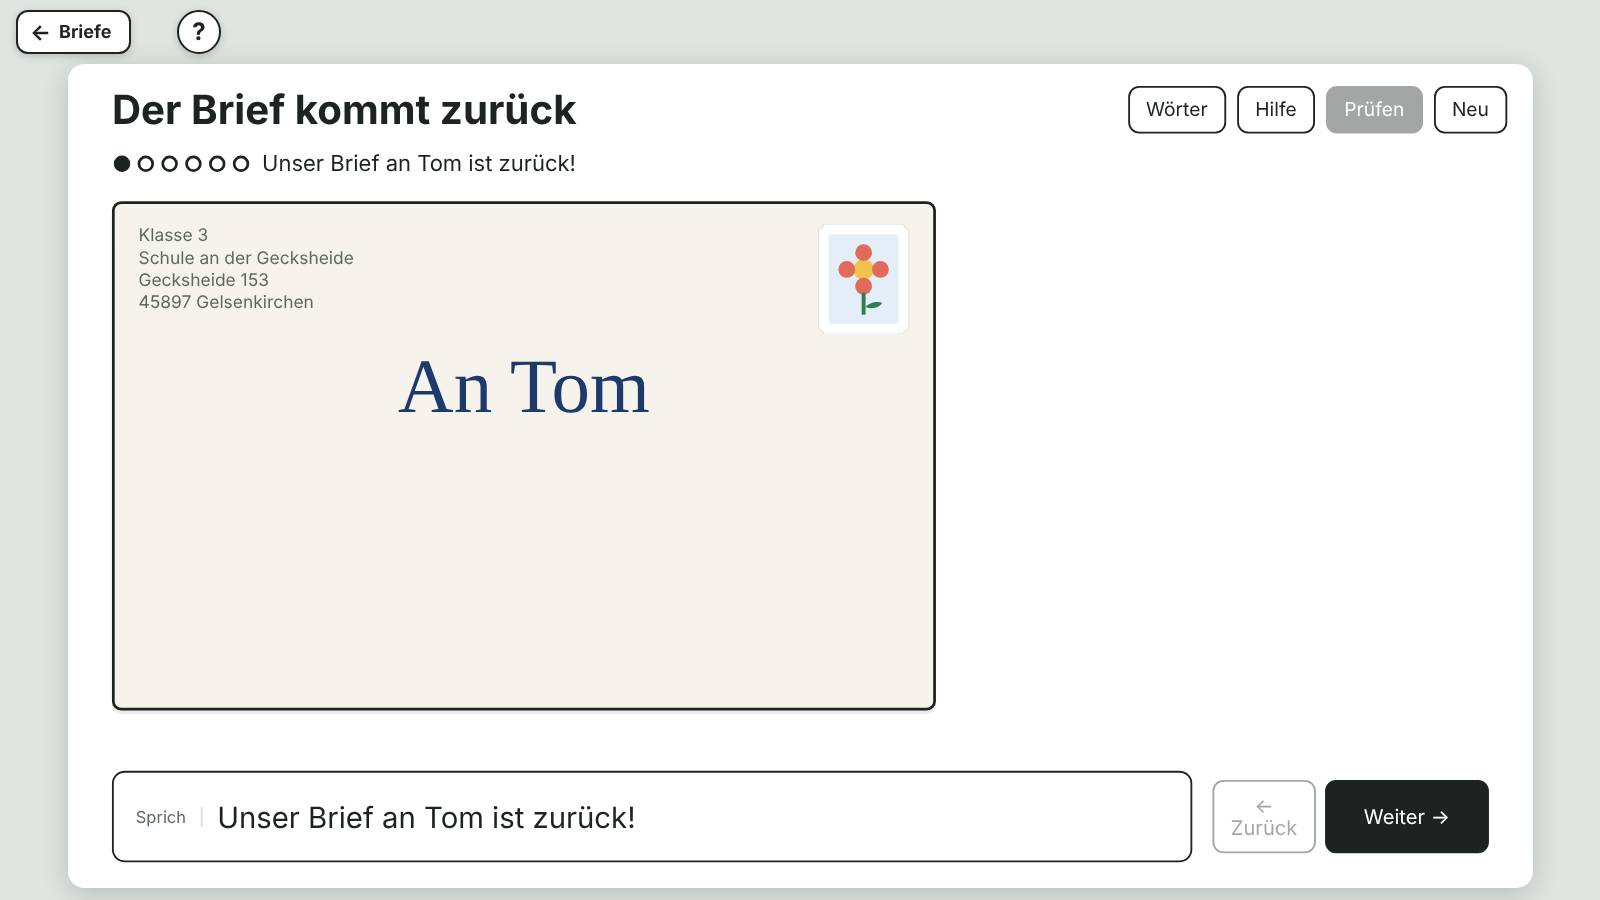 ← Briefe
?
Der Brief kommt zurück
Wörter
Hilfe
Prüfen
Neu
Unser Brief an Tom ist zurück!
Klasse 3
Schule an der Gecksheide
Gecksheide 153
45897 Gelsenkirchen
An Tom
Sprich
Unser Brief an Tom ist zurück!
←
Zurück
Weiter →